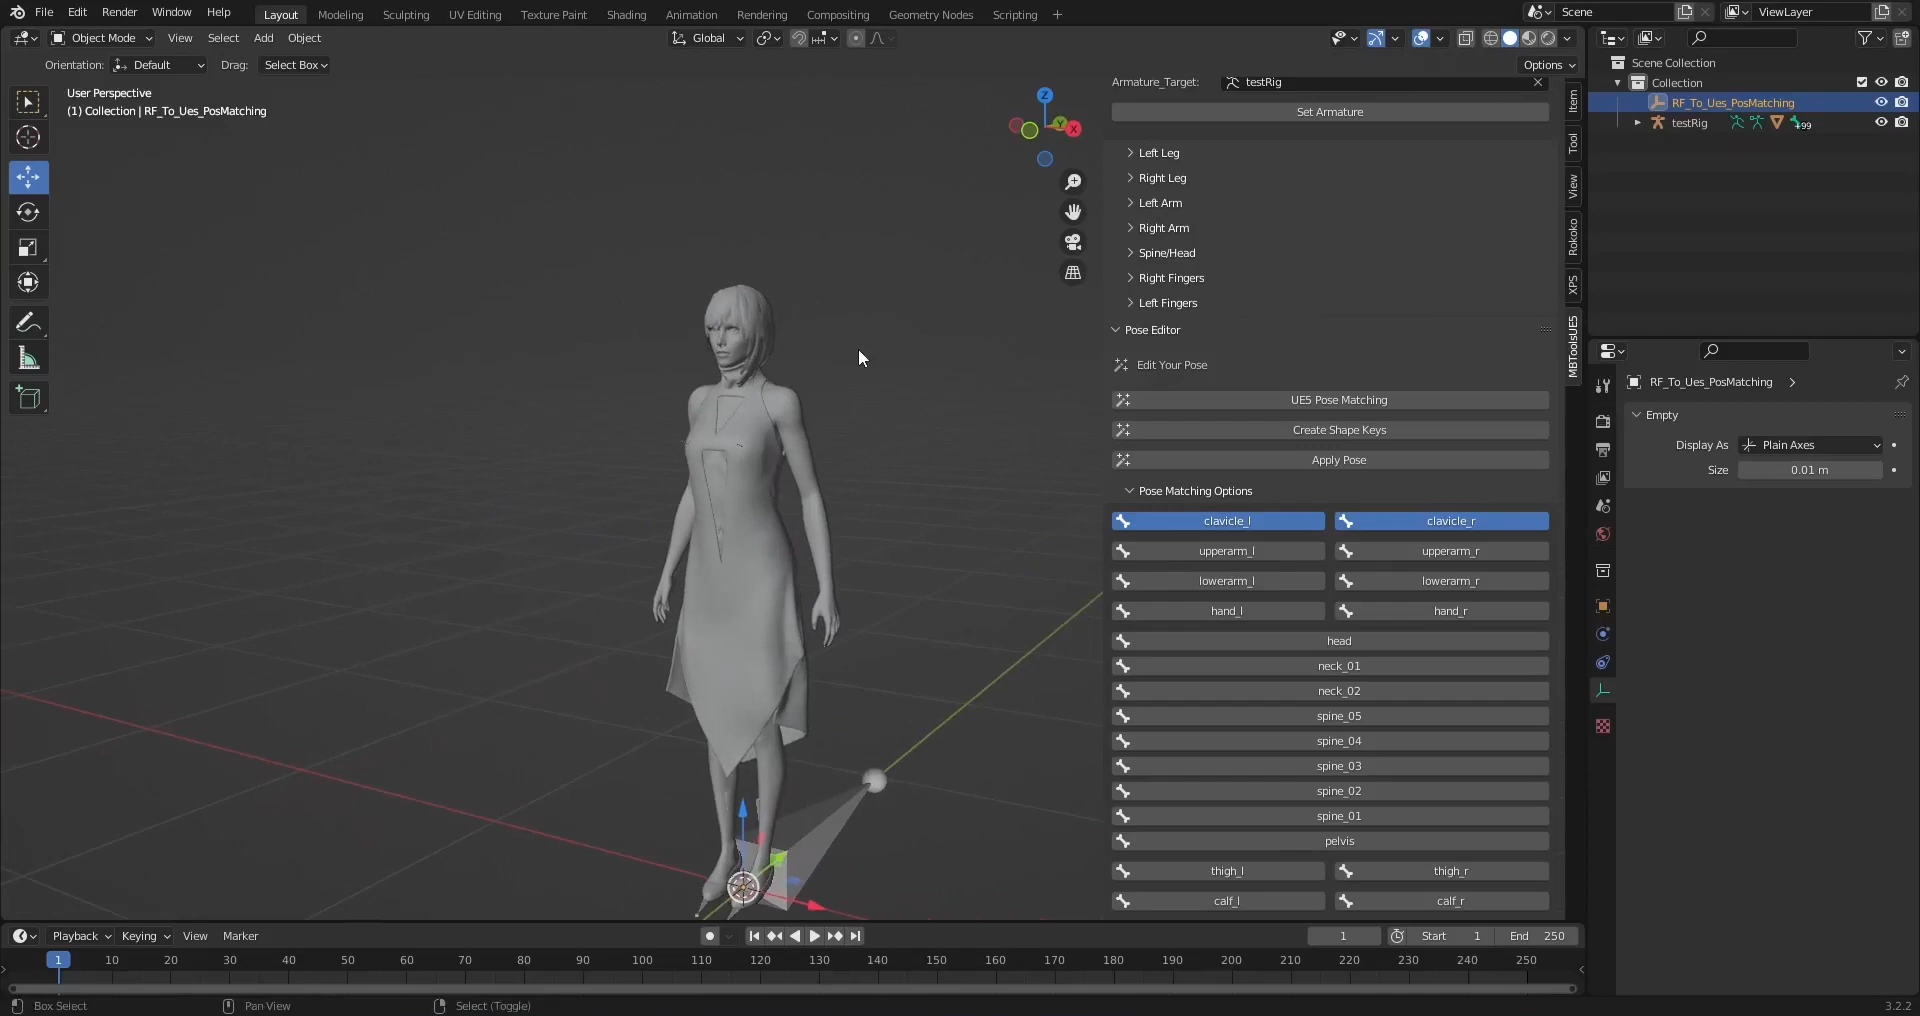 File Edit Render Window Help Layout Modeling Sculpting UV Editing Texture Paint Shading Animation Rendering Compositing Geometry Nodes Scripting + Scene ViewLayer
Object Mode View Select Add Object Global
Orientation: Default Drag: Select Box Options
User Perspective
(1) Collection | RF_To_Ues_PosMatching
Z
Y
X
Armature_Target: testRig
Set Armature
Left Leg
Right Leg
Left Arm
Right Arm
Spine/Head
Right Fingers
Left Fingers
Pose Editor
Edit Your Pose
UE5 Pose Matching
Create Shape Keys
Apply Pose
Pose Matching Options
clavicle_l clavicle_r
upperarm_l upperarm_r
lowerarm_l lowerarm_r
hand_l hand_r
head
neck_01
neck_02
spine_05
spine_04
spine_03
spine_02
spine_01
pelvis
thigh_l thigh_r
calf_l calf_r
Item
Tool
View
Rokoko
XPS
MBToolsUE5
Scene Collection
Collection
RF_To_Ues_PosMatching
testRig +99
RF_To_Ues_PosMatching
Empty
Display As Plain Axes
Size 0.01 m
Playback Keying View Marker 1 Start 1 End 250
1 10 20 30 40 50 60 70 80 90 100 110 120 130 140 150 160 170 180 190 200 210 220 230 240 250
Box Select Pan View Select (Toggle) 3.2.2